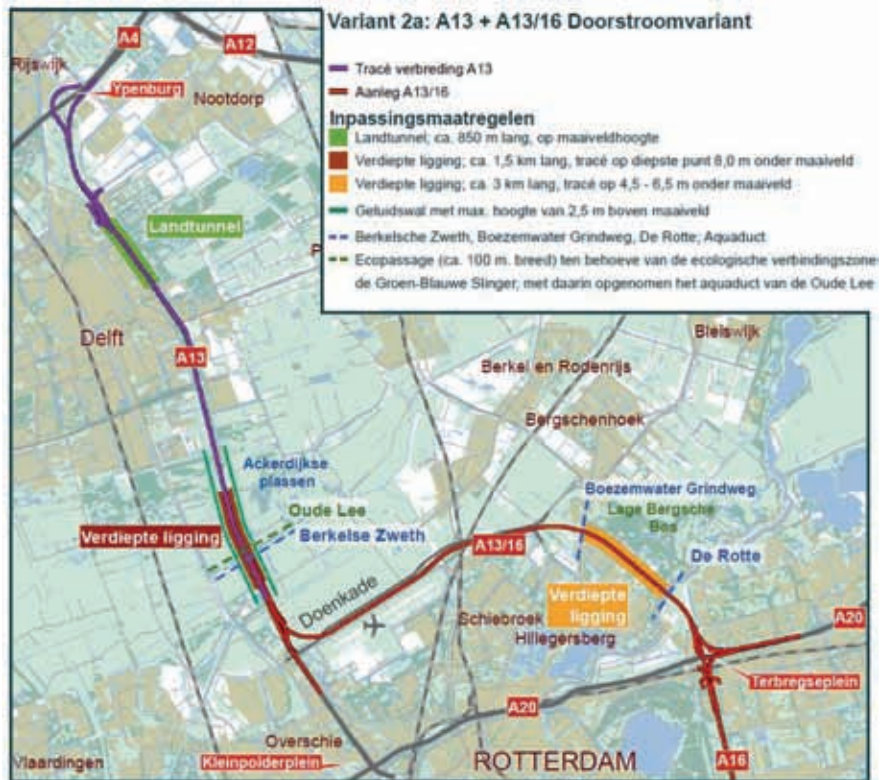 Variant 2a: A13 + A13/16 Doorstroomvariant
Tracé verbreding A13
Aanleg A13/16
Inpassingsmaatregelen
Landtunnel; ca. 850 m lang, op maaiveldhoogte
Verdiepte ligging; ca. 1,5 km lang, tracé op diepste punt 6,0 m onder maaiveld
Verdiepte ligging; ca. 3 km lang, tracé op 4,5 - 6,5 m onder maaiveld
Geluidswal met max. hoogte van 2,5 m boven maaiveld
Berkelsche Zweth, Boezemwater Grindweg, De Rotte; Aquaduct
Ecopassage (ca. 100 m. breed) ten behoeve van de ecologische verbindingszone
de Groen-Blauwe Slinger, met daarin opgenomen het aquaduct van de Oude Lee
A4
A12
Rijswijk
Ypenburg
Nootdorp
Landtunnel
P
Delft
A13
Bleiswijk
Berkel en Rodenrijs
Bergschenhoek
Ackerdijkse
plassen
Boezemwater Grindweg
Oude Lee
Lage Bergsche
Bos
Verdiepte ligging
Berkelse Zweth
A13/16
De Rotte
Doenkade
Verdiepte
ligging
Schiebroek
Hillegersberg
A20
Terbregseplein
A20
Overschie
Vlaardingen
Kleinpolderplein
ROTTERDAM
A16